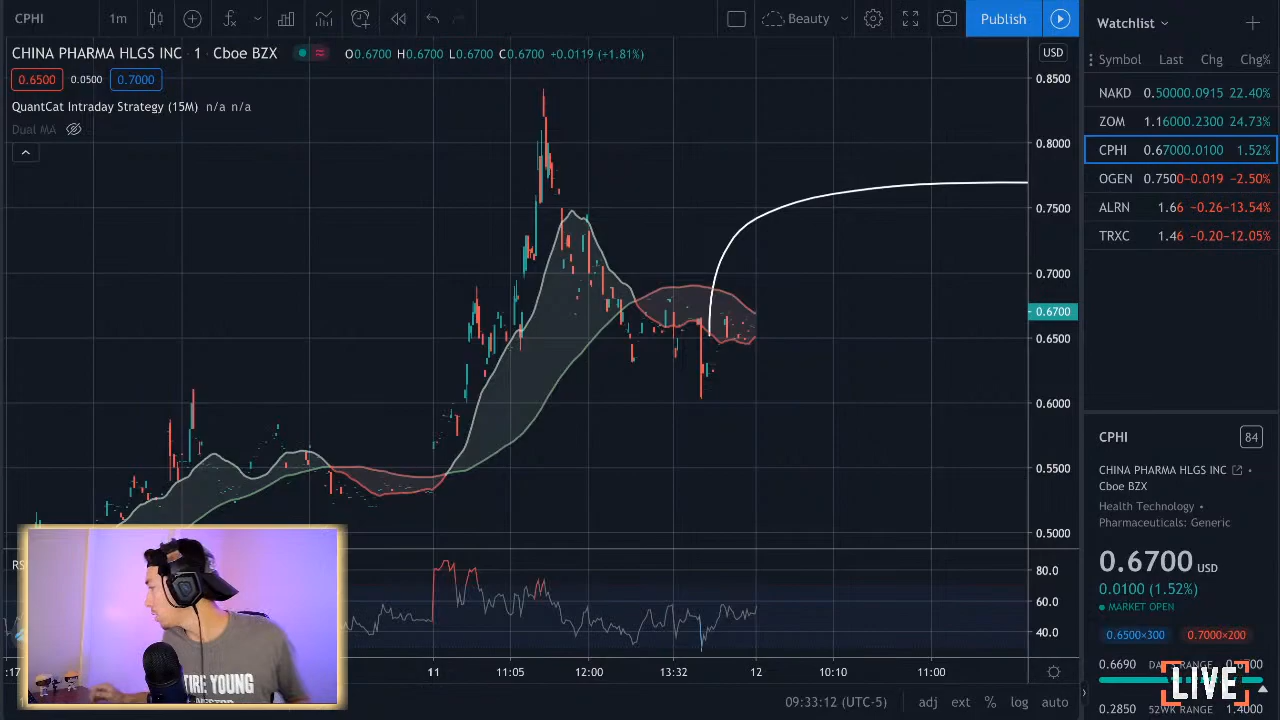 CPHI 1m Beauty Publish
CHINA PHARMA HLGS INC · 1 · Cboe BZX O0.6700 H0.6700 L0.6700 C0.6700 +0.0119 (+1.81%)
0.6500 0.0500 0.7000
QuantCat Intraday Strategy (15M) n/a n/a
Dual MA
USD
0.8500
0.8000
0.7500
0.7000
0.6700
0.6500
0.6000
0.5500
0.5000
80.0
60.0
40.0
RS
:17 11 11:05 12:00 13:32 12 10:10 11:00
09:33:12 (UTC-5) adj ext % log auto
Watchlist
Symbol Last Chg Chg%
NAKD 0.5000 0.0915 22.40%
ZOM 1.16000.2300 24.73%
CPHI 0.67000.0100 1.52%
OGEN 0.7500−0.019 −2.50%
ALRN 1.66 −0.26 −13.54%
TRXC 1.46 −0.20 −12.05%
CPHI 84
CHINA PHARMA HLGS INC •
Cboe BZX
Health Technology •
Pharmaceuticals: Generic
0.6700 USD
0.0100 (1.52%)
MARKET OPEN
0.6500×300 0.7000×200
0.6690
0.2850 52WK RANGE 1.4000
LIVE
TIRE YOUNG